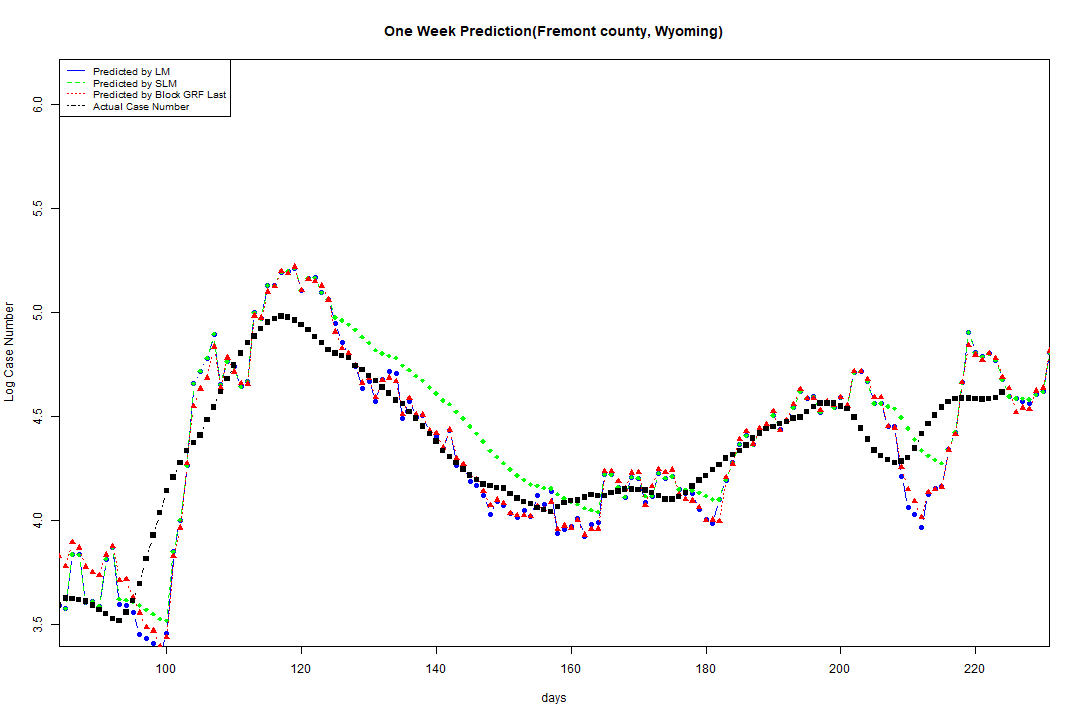 One Week Prediction(Fremont county, Wyoming)
Predicted by LM
Predicted by SLM
Predicted by Block GRF Last
Actual Case Number
6.0
5.5
5.0
4.5
4.0
3.5
Log Case Number
100 120 140 160 180 200 220
days